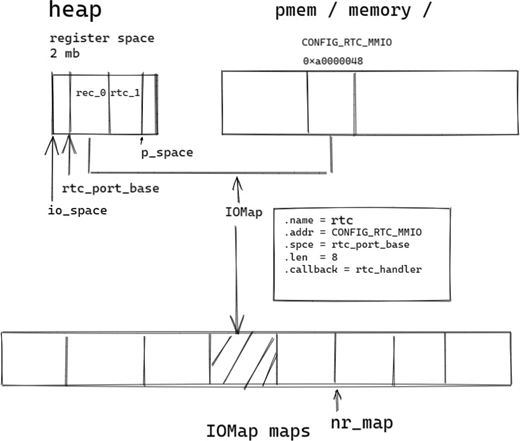 heap
pmem / memory /
register space
2 mb
CONFIG_RTC_MMIO
0xa0000048
rec_0
rtc_1
p_space
rtc_port_base
io_space
IOMap
.name = rtc
.addr = CONFIG_RTC_MMIO
.spce = rtc_port_base
.len = 8
.callback = rtc_handler
nr_map
IOMap maps